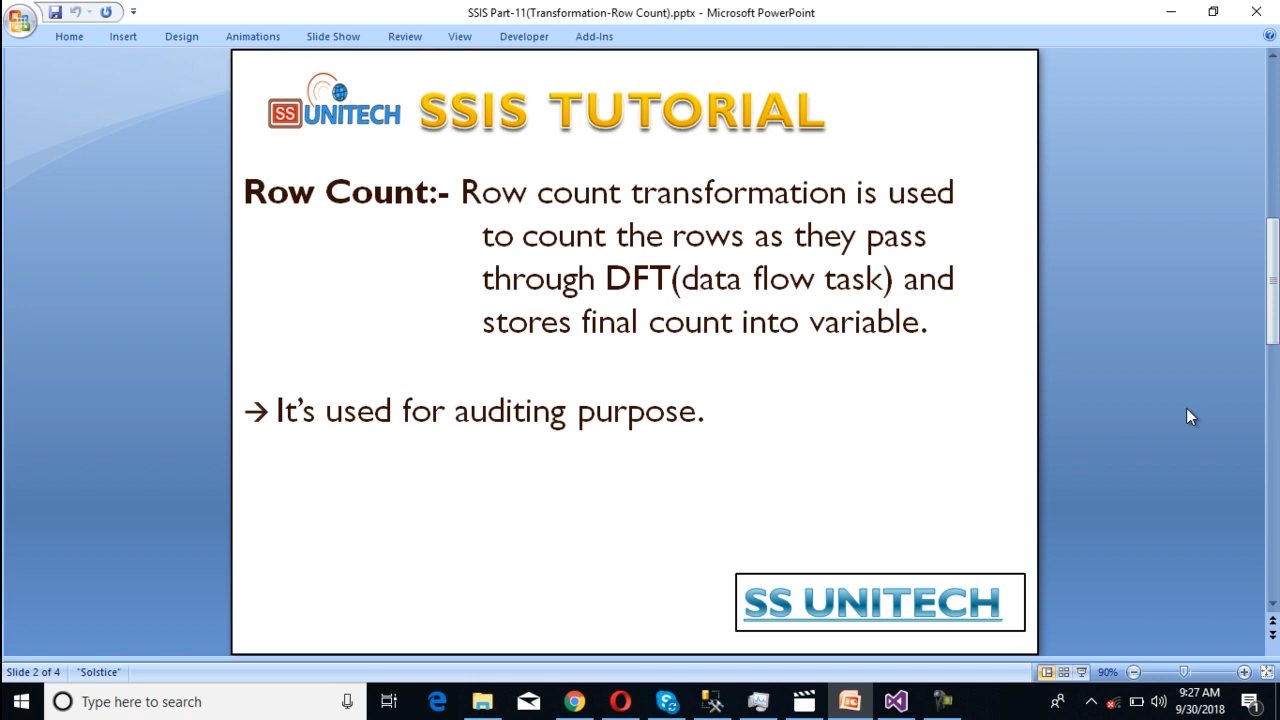 SSIS Part-11(Transformation-Row Count).pptx - Microsoft PowerPoint
Home Insert Design Animations Slide Show Review View Developer Add-Ins
SS UNITECH SSIS TUTORIAL
Row Count:- Row count transformation is used
to count the rows as they pass
through DFT(data flow task) and
stores final count into variable.
→ It's used for auditing purpose.
SS UNITECH
Slide 2 of 4 "Solstice" 90%
Type here to search
9:27 AM
9/30/2018
1